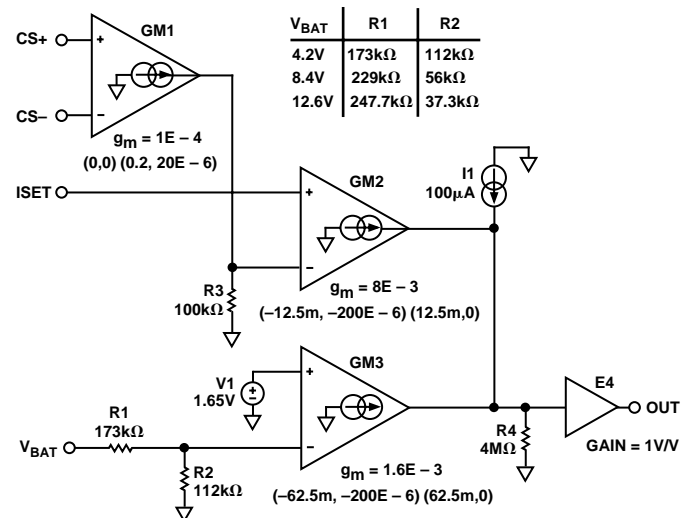 CS+
CS–
GM1
+
–
g_m = 1E – 4
(0,0) (0.2, 20E – 6)
V_BAT R1 R2
4.2V 173kΩ 112kΩ
8.4V 229kΩ 56kΩ
12.6V 247.7kΩ 37.3kΩ
ISET
GM2
+
–
g_m = 8E – 3
(–12.5m, –200E – 6) (12.5m,0)
I1
100µA
R3
100kΩ
V1
1.65V
+
–
GM3
+
–
g_m = 1.6E – 3
(–62.5m, –200E – 6) (62.5m,0)
V_BAT
R1
173kΩ
R2
112kΩ
R4
4MΩ
E4
OUT
GAIN = 1V/V